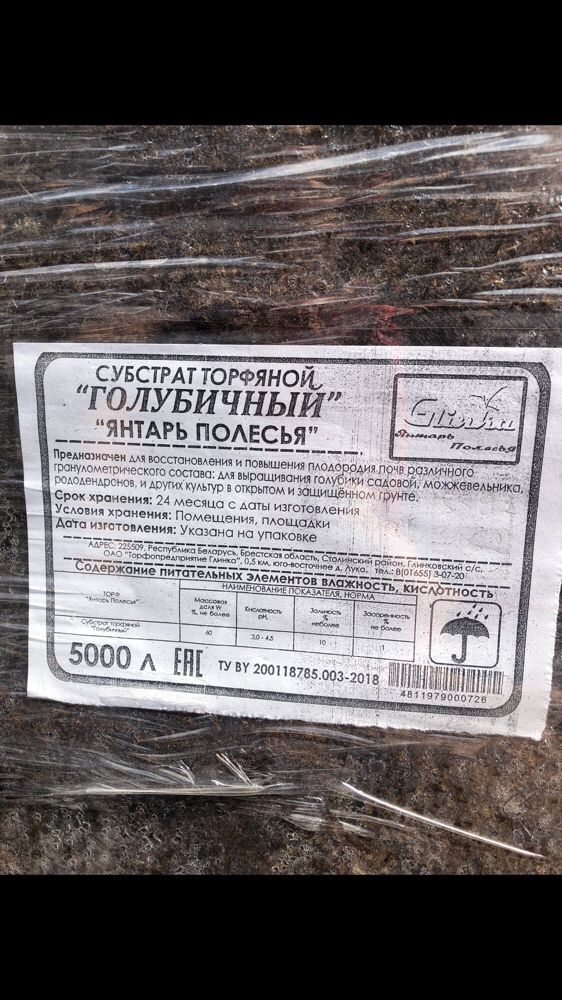 СУБСТРАТ ТОРФЯНОЙ
"ГОЛУБИЧНЫЙ"
"ЯНТАРЬ ПОЛЕСЬЯ"
Glinka
Янтарь
Полесья
Предназначен для восстановления и повышения плодородия почв различного
гранулометрического состава: для выращивания голубики садовой, можжевельника,
рододендронов, и других культур в открытом и защищённом грунте.
Срок хранения: 24 месяца с даты изготовления
Условия хранения: Помещения, площадки
Дата изготовления: Указана на упаковке
АДРЕС: 225509, Республика Беларусь, Брестская область, Столинский район, Глинковский с/с,
ОАО "Торфопредприятие Глинка", 0,5 км. юго-восточнее д. Лука. тел.: 8(01655) 3-07-20
Содержание питательных элементов влажность, кислотность
ТОРФ
"Янтарь Полесья"
НАИМЕНОВАНИЕ ПОКАЗАТЕЛЯ, НОРМА
Массовая
доля W
%, не более
Кислотность
pH,
Зольность
%
не более
Засоренность
%
не более
Субстрат торфяной
"Голубичный"
60
3,0 - 4,5
10
1
5000 Л
EAC
ТУ BY 200118785.003-2018
4811979000726